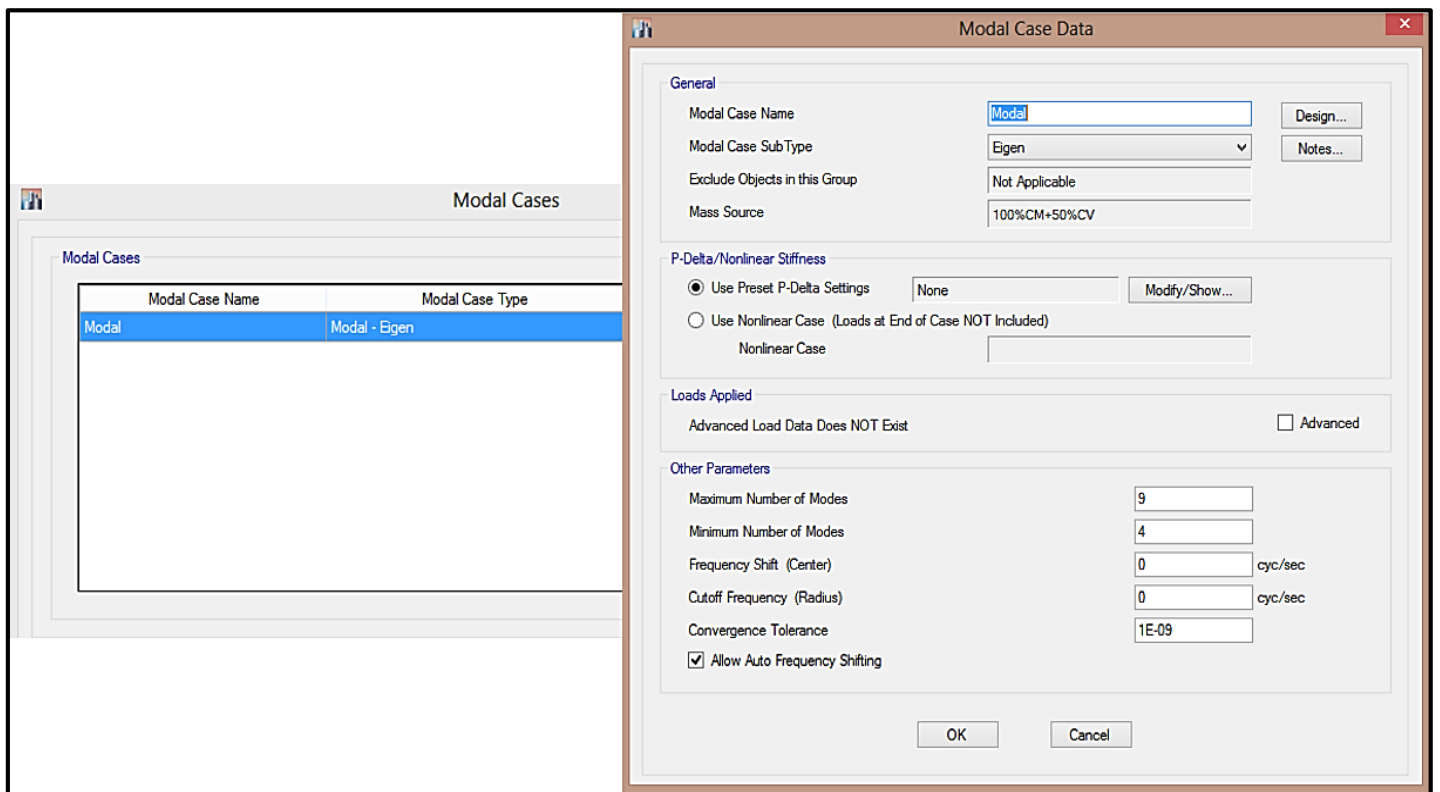 Modal Cases
Modal Cases
Modal Case Name Modal Case Type
Modal Modal - Eigen
Modal Case Data
General
Modal Case Name Modal Design...
Modal Case SubType Eigen Notes...
Exclude Objects in this Group Not Applicable
Mass Source 100%CM+50%CV
P-Delta/Nonlinear Stiffness
Use Preset P-Delta Settings None Modify/Show...
Use Nonlinear Case (Loads at End of Case NOT Included)
Nonlinear Case
Loads Applied
Advanced Load Data Does NOT Exist Advanced
Other Parameters
Maximum Number of Modes 9
Minimum Number of Modes 4
Frequency Shift (Center) 0 cyc/sec
Cutoff Frequency (Radius) 0 cyc/sec
Convergence Tolerance 1E-09
Allow Auto Frequency Shifting
OK Cancel